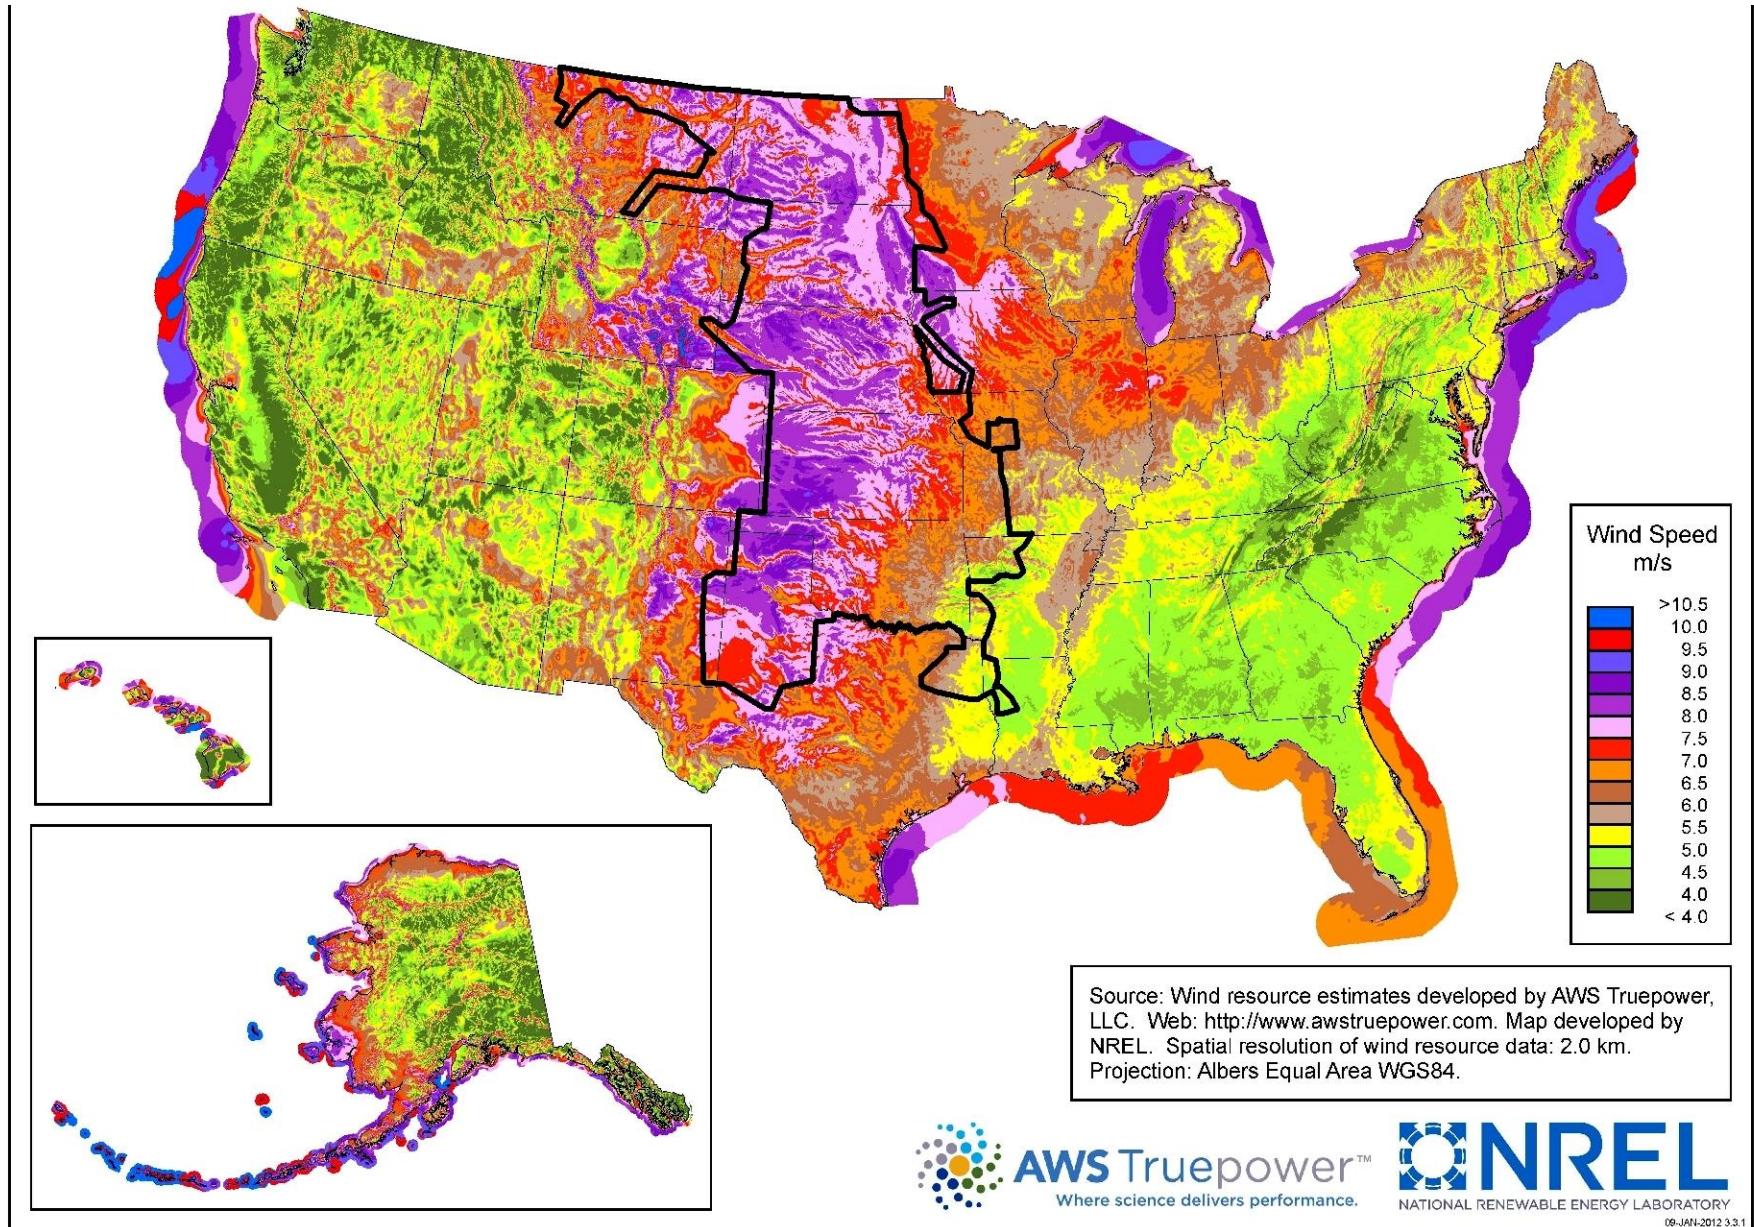 Wind Speed
m/s
>10.5
10.0
9.5
9.0
8.5
8.0
7.5
7.0
6.5
6.0
5.5
5.0
4.5
4.0
< 4.0
Source: Wind resource estimates developed by AWS Truepower,
LLC. Web: http://www.awstruepower.com. Map developed by
NREL. Spatial resolution of wind resource data: 2.0 km.
Projection: Albers Equal Area WGS84.
AWS Truepower™
Where science delivers performance.
NREL
NATIONAL RENEWABLE ENERGY LABORATORY
09-JAN-2012 3.3.1